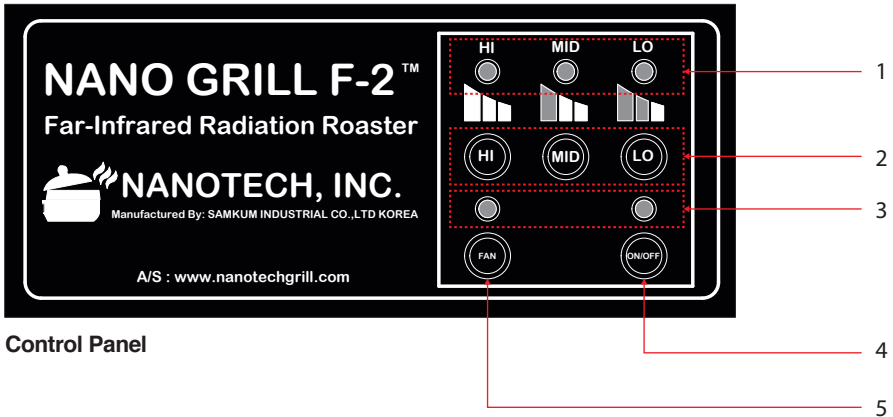 NANO GRILL F-2™
Far-Infrared Radiation Roaster
NANOTECH, INC.
Manufactured By: SAMKUM INDUSTRIAL CO.,LTD KOREA
A/S : www.nanotechgrill.com
HI MID LO
1
HI MID LO
2
3
FAN ON/OFF
Control Panel
4
5